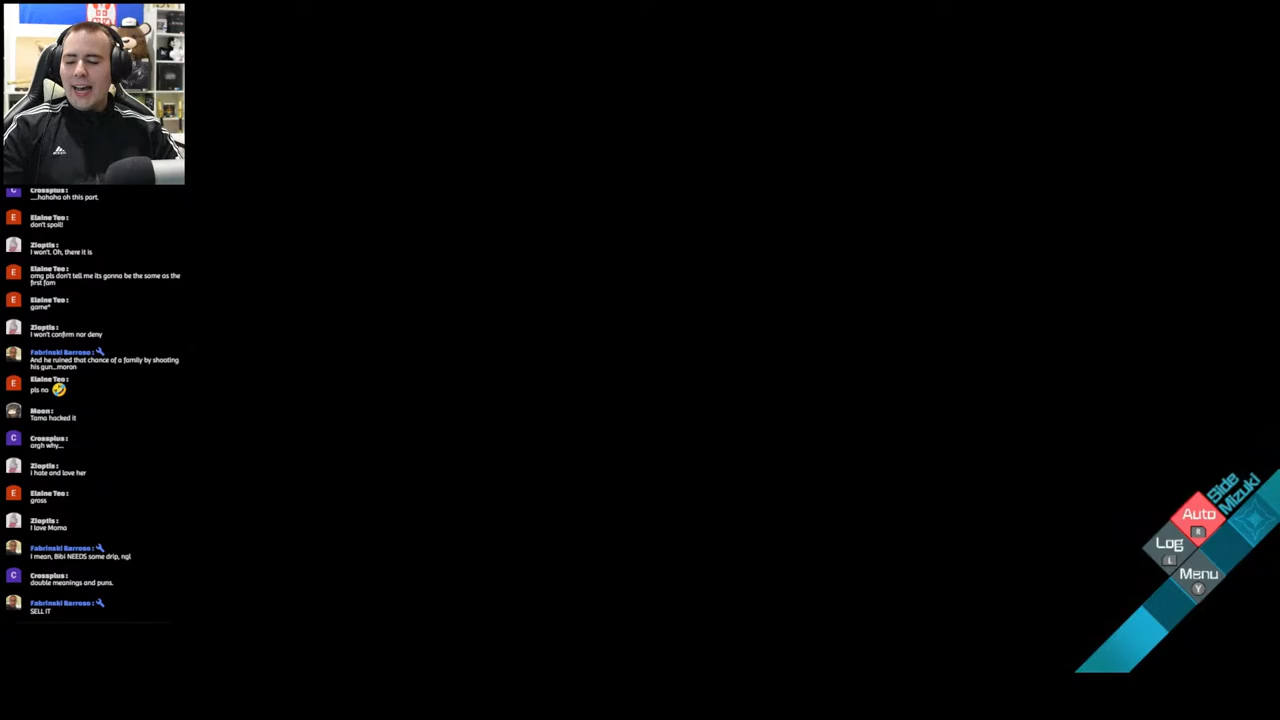 Crossplus :
....hahaha oh this part.
Elaine Teo :
don't spoil!
Zioptis :
I won't. Oh, there it is
Elaine Teo :
omg pls don't tell me its gonna be the same as the
first fam
Elaine Teo :
game*
Zioptis :
I won't confirm nor deny
Fabrinski Barroso :
And he ruined that chance of a family by shooting
his gun...moron
Elaine Teo :
pls no 🤣
Moon :
Tama hacked it
Crossplus :
argh why....
Zioptis :
i hate and love her
Elaine Teo :
gross
Zioptis :
I love Moma
Fabrinski Barroso :
I mean, Bibi NEEDS some drip, ngl
Crossplus :
double meanings and puns.
Fabrinski Barroso :
SELL IT
Side
Mizuki
Auto
R
Log
L
Menu
Y